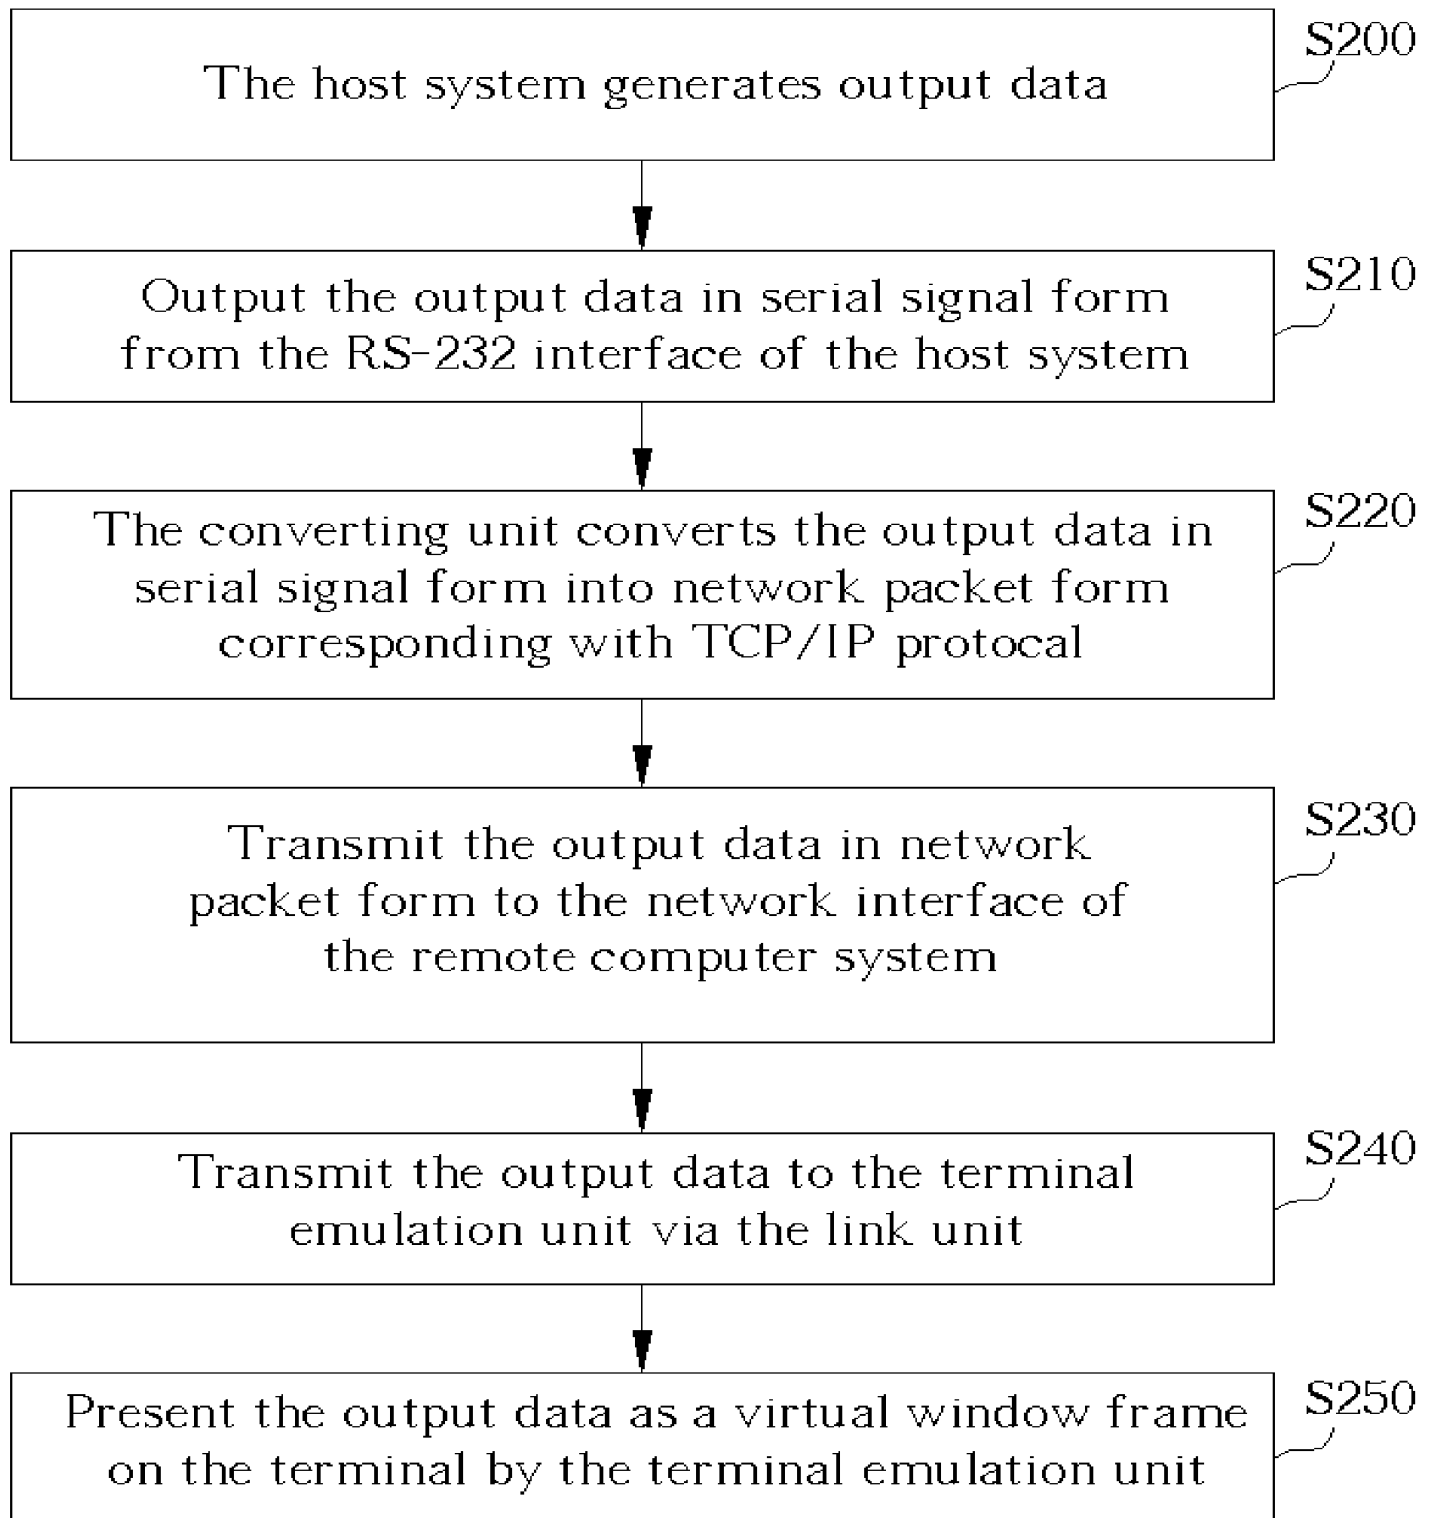 The host system generates output data
S200
Output the output data in serial signal form
from the RS-232 interface of the host system
S210
The converting unit converts the output data in
serial signal form into network packet form
corresponding with TCP/IP protocal
S220
Transmit the output data in network
packet form to the network interface of
the remote computer system
S230
Transmit the output data to the terminal
emulation unit via the link unit
S240
Present the output data as a virtual window frame
on the terminal by the terminal emulation unit
S250